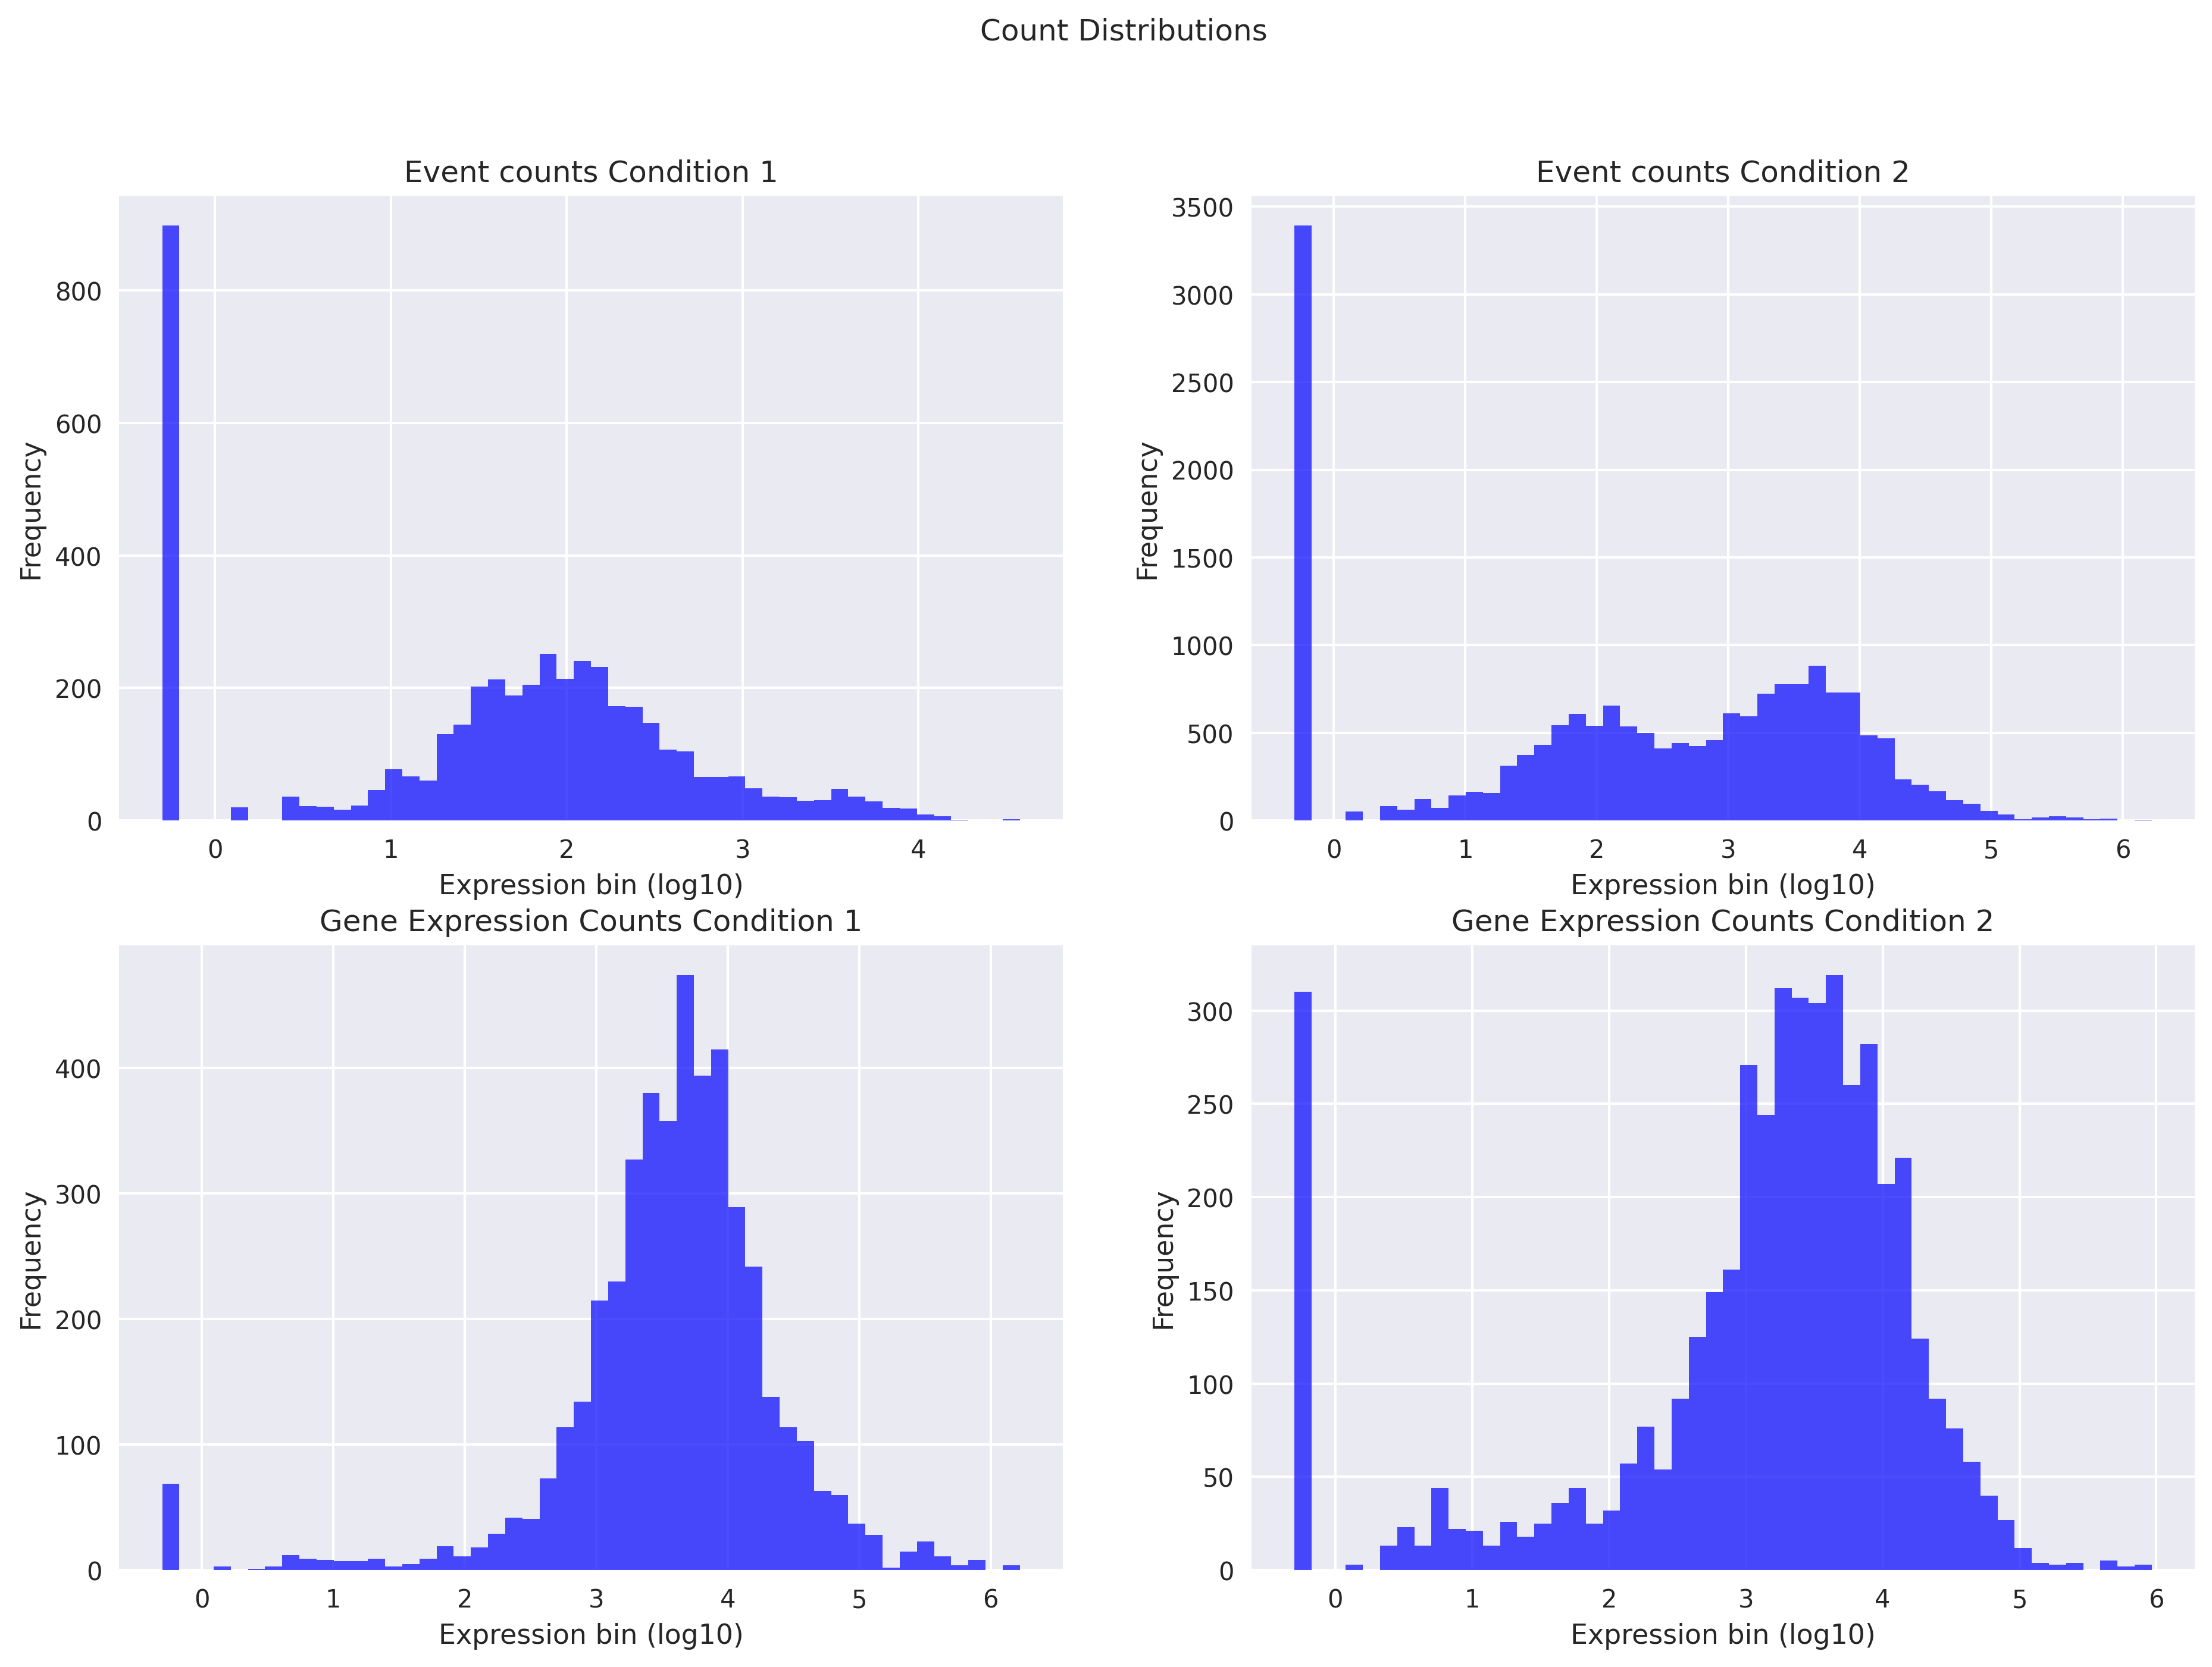 Count Distributions
Event counts Condition 1
Frequency
800
600
400
200
0
0 1 2 3 4
Expression bin (log10)
Event counts Condition 2
Frequency
3500
3000
2500
2000
1500
1000
500
0
0 1 2 3 4 5 6
Expression bin (log10)
Gene Expression Counts Condition 1
Frequency
400
300
200
100
0
0 1 2 3 4 5 6
Expression bin (log10)
Gene Expression Counts Condition 2
Frequency
300
250
200
150
100
50
0
0 1 2 3 4 5 6
Expression bin (log10)